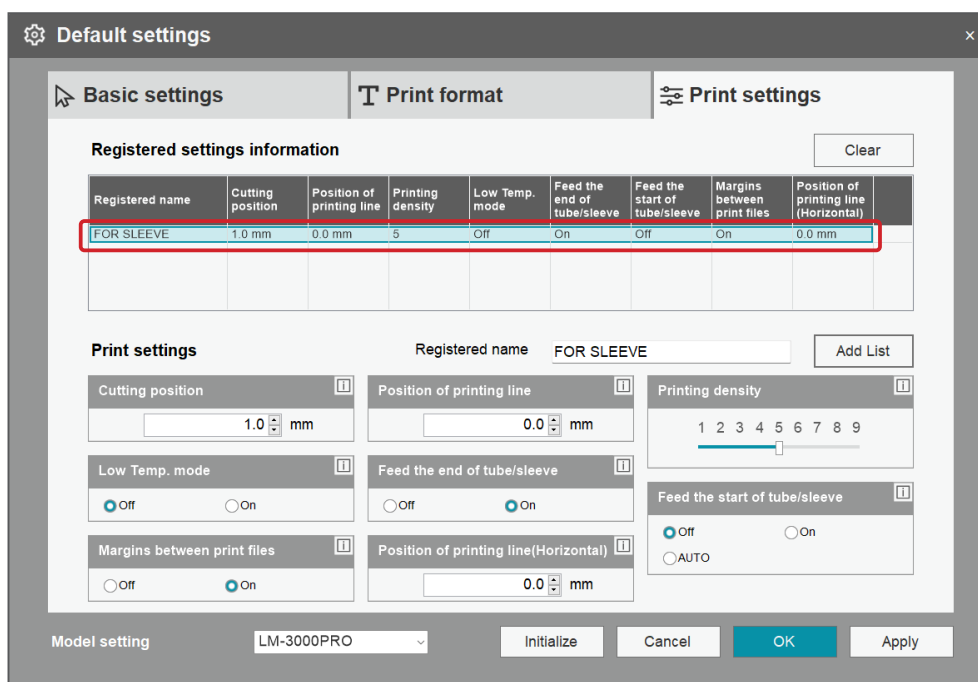 Default settings
×
Basic settings
Print format
Print settings
Registered settings information
Clear
Registered name
Cutting position
Position of printing line
Printing density
Low Temp. mode
Feed the end of tube/sleeve
Feed the start of tube/sleeve
Margins between print files
Position of printing line (Horizontal)
FOR SLEEVE 1.0 mm 0.0 mm 5 Off On Off On 0.0 mm
Print settings
Registered name FOR SLEEVE
Add List
Cutting position i
1.0 mm
Position of printing line i
0.0 mm
Printing density i
1 2 3 4 5 6 7 8 9
Low Temp. mode i
Off On
Feed the end of tube/sleeve i
Off On
Feed the start of tube/sleeve i
Off On
AUTO
Margins between print files i
Off On
Position of printing line(Horizontal) i
0.0 mm
Model setting LM-3000PRO
Initialize
Cancel
OK
Apply